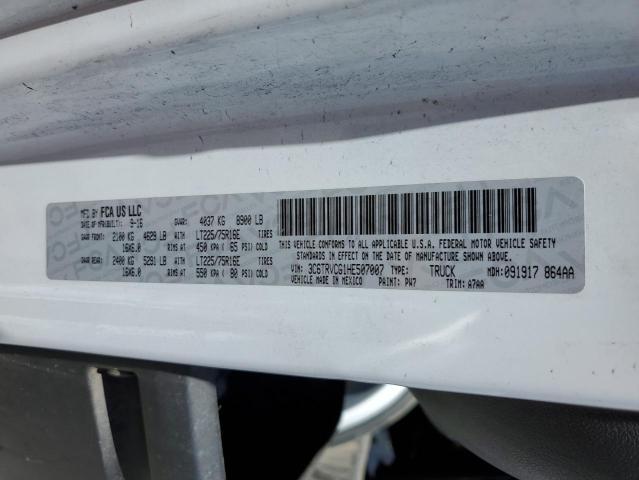 MFD BY FCA US LLC
DATE OF MFR(BUILT): 9-16 GVWR: 4037 KG 8900 LB
GAWR FRONT: 2100 KG 4629 LB WITH LT225/75R16E TIRES
16X6.0 RIMS AT 450 KPA ( 65 PSI) COLD
GAWR REAR: 2400 KG 5291 LB WITH LT225/75R16E TIRES
16X6.0 RIMS AT 550 KPA ( 80 PSI) COLD
THIS VEHICLE CONFORMS TO ALL APPLICABLE U.S.A. FEDERAL MOTOR VEHICLE SAFETY
STANDARDS IN EFFECT ON THE DATE OF MANUFACTURE SHOWN ABOVE.
VIN: 3C6TRVCG1HE507007 TYPE: TRUCK MDH:091917 864AA
VEHICLE MADE IN MEXICO PAINT: PW7 TRIM: A7AA